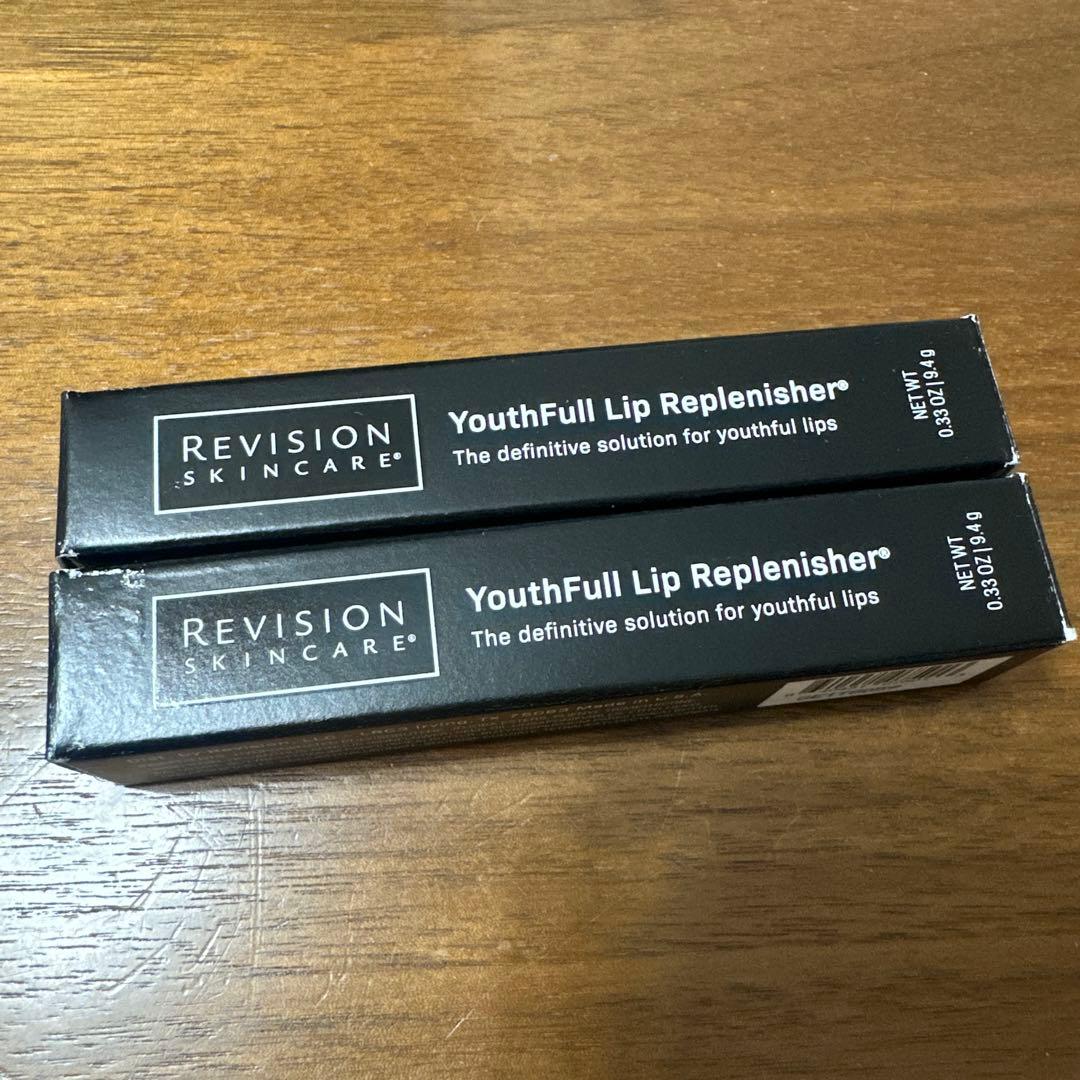 REVISION
SKINCARE®
YouthFull Lip Replenisher®
The definitive solution for youthful lips
NET WT
0.33 OZ | 9.4 g
REVISION
SKINCARE®
YouthFull Lip Replenisher®
The definitive solution for youthful lips
NET WT
0.33 OZ | 9.4 g